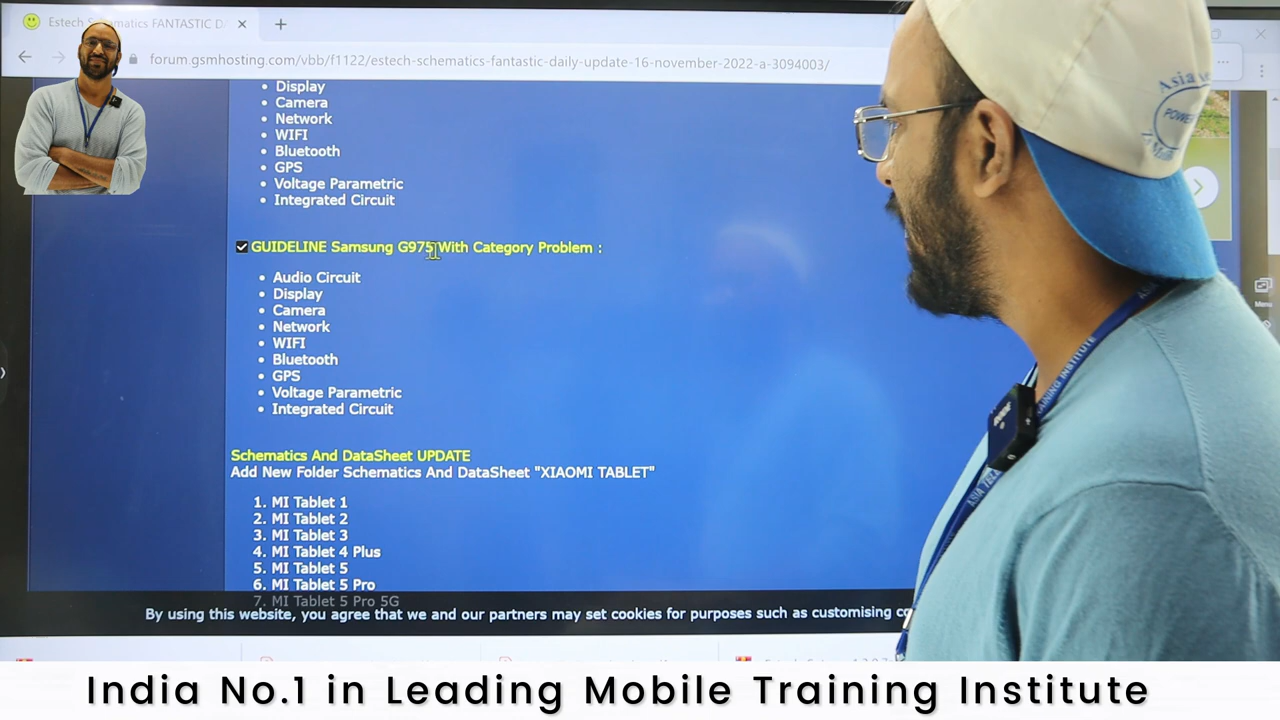 Estech Schematics FANTASTIC DA
forum.gsmhosting.com/vbb/f1122/estech-schematics-fantastic-daily-update-16-november-2022-a-3094003/
• Display
• Camera
• Network
• WIFI
• Bluetooth
• GPS
• Voltage Parametric
• Integrated Circuit
GUIDELINE Samsung G975 With Category Problem :
• Audio Circuit
• Display
• Camera
• Network
• WIFI
• Bluetooth
• GPS
• Voltage Parametric
• Integrated Circuit
Schematics And DataSheet UPDATE
Add New Folder Schematics And DataSheet "XIAOMI TABLET"
1. MI Tablet 1
2. MI Tablet 2
3. MI Tablet 3
4. MI Tablet 4 Plus
5. MI Tablet 5
6. MI Tablet 5 Pro
7. MI Tablet 5 Pro 5G
By using this website, you agree that we and our partners may set cookies for purposes such as customising co
Menu
POWER
India No.1 in Leading Mobile Training Institute